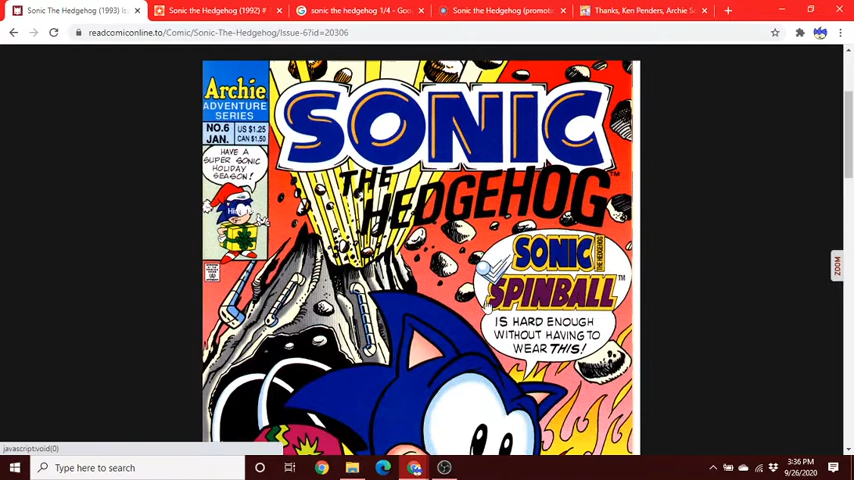 Sonic The Hedgehog (1993) Is
Sonic the Hedgehog (1992) #
sonic the hedgehog 1/4 - Goo
Sonic the Hedgehog (promotio
Thanks, Ken Penders, Archie S
readcomiconline.to/Comic/Sonic-The-Hedgehog/Issue-6?id=20306
Archie
ADVENTURE
SERIES
NO.6
JAN.
US $1.25
CAN $1.50
HAVE A
SUPER SONIC
HOLIDAY
SEASON!
Hi
SONIC
THE
HEDGEHOG™
SONIC
THE HEDGEHOG
SPINBALL™
IS HARD ENOUGH
WITHOUT HAVING TO
WEAR THIS!
ZOOM
javascript:void(0)
Type here to search
3:36 PM
9/26/2020